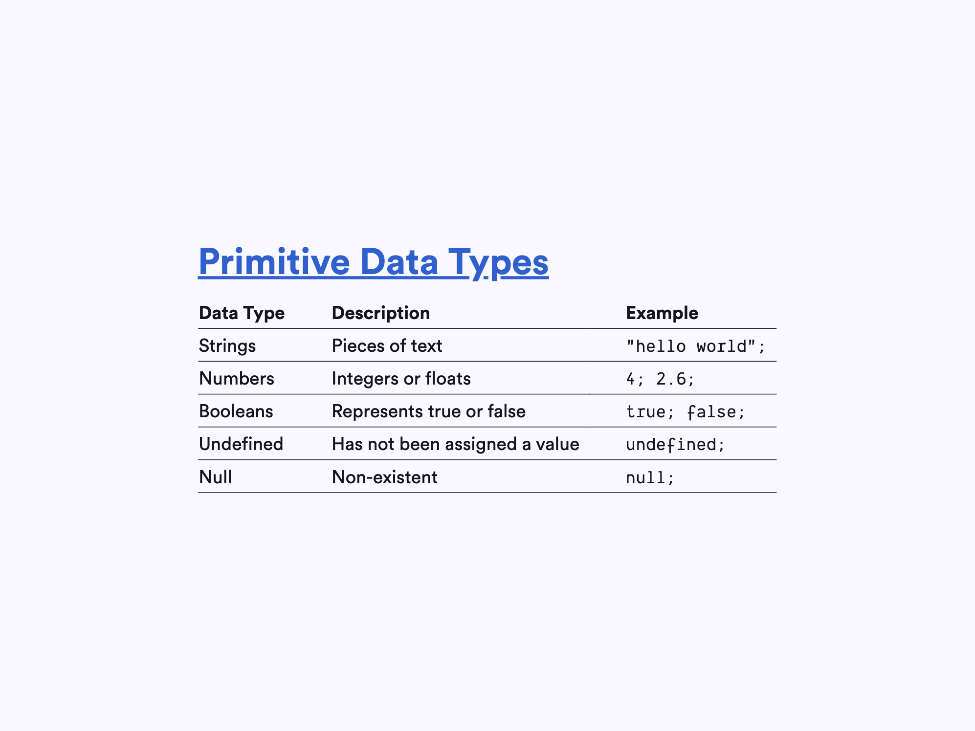 Primitive Data Types
Data Type Description Example
Strings Pieces of text "hello world";
Numbers Integers or floats 4; 2.6;
Booleans Represents true or false true; false;
Undefined Has not been assigned a value undefined;
Null Non-existent null;